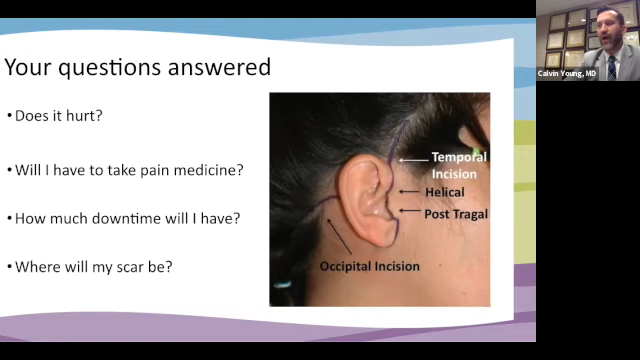 Your questions answered
• Does it hurt?
• Will I have to take pain medicine?
• How much downtime will I have?
• Where will my scar be?
Temporal
Incision
Helical
Post Tragal
Occipital Incision
Calvin Young, MD